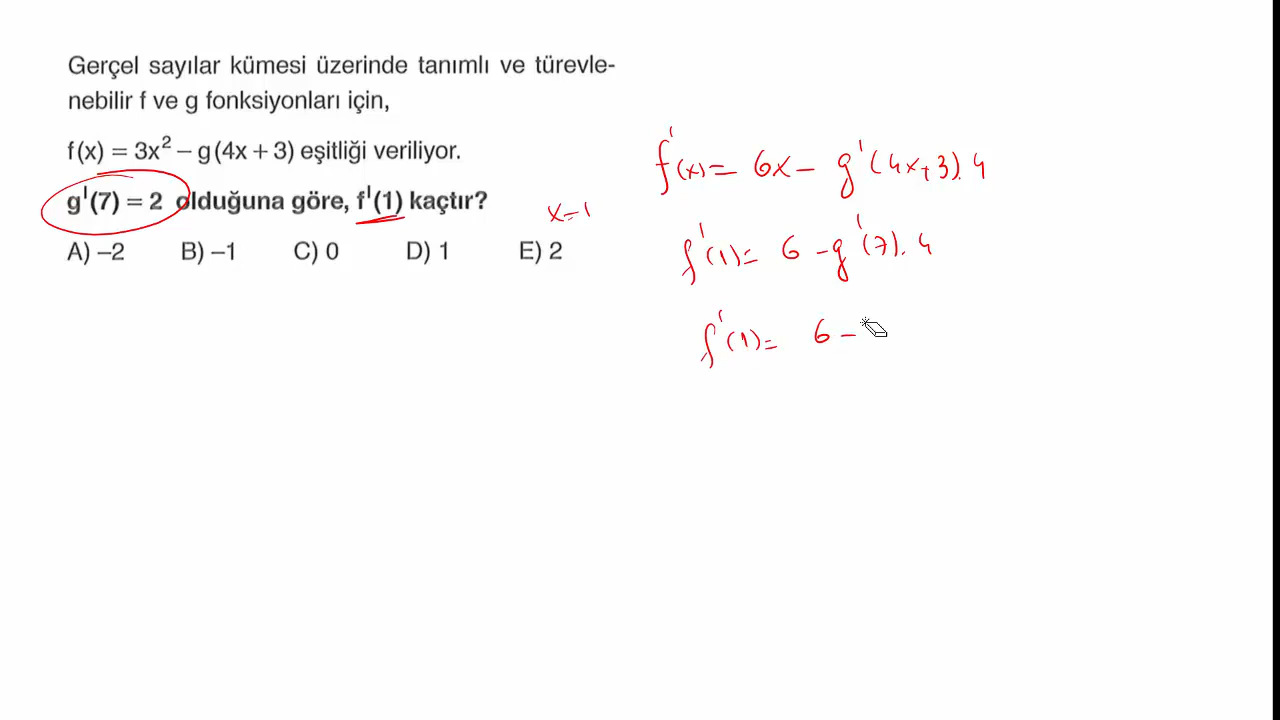 Gerçel sayılar kümesi üzerinde tanımlı ve türevle-
nebilir f ve g fonksiyonları için,
f(x) = 3x² – g(4x + 3) eşitliği veriliyor.
g'(7) = 2 olduğuna göre, f'(1) kaçtır?
A) –2 B) –1 C) 0 D) 1 E) 2
x=1
f'(x) = 6x – g'(4x+3).4
f'(1) = 6 – g'(7).4
f'(1) = 6 –